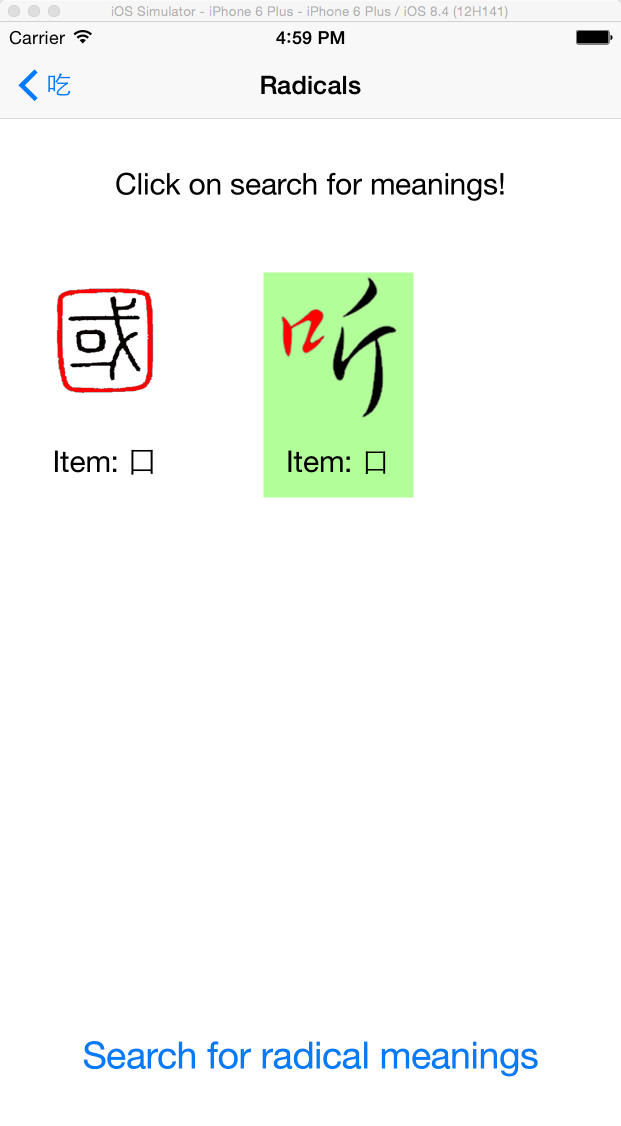 iOS Simulator - iPhone 6 Plus - iPhone 6 Plus / iOS 8.4 (12H141)
Carrier 4:59 PM
吃 Radicals
Click on search for meanings!
國 听
Item: 囗 Item: 口
Search for radical meanings